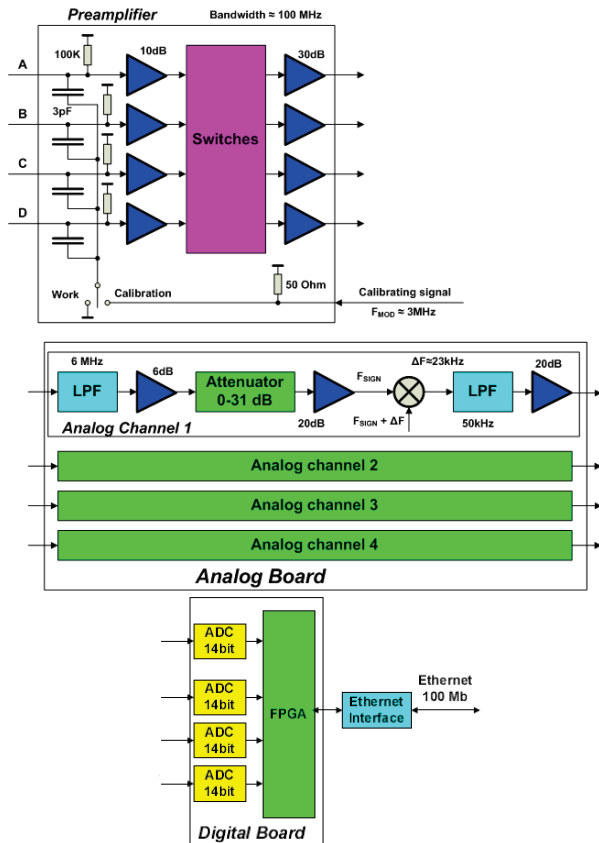 Preamplifier
Bandwidth ≈ 100 MHz
100K
10dB
30dB
A
3pF
B
Switches
C
D
50 Ohm
Work
Calibration
Calibrating signal
F_MOD ≈ 3MHz
6 MHz
6dB
ΔF≈23kHz
20dB
LPF
Attenuator
0-31 dB
F_SIGN
LPF
20dB
F_SIGN + ΔF
50kHz
Analog Channel 1
Analog channel 2
Analog channel 3
Analog channel 4
Analog Board
ADC
14bit
ADC
14bit
ADC
14bit
ADC
14bit
FPGA
Ethernet
Interface
Ethernet
100 Mb
Digital Board